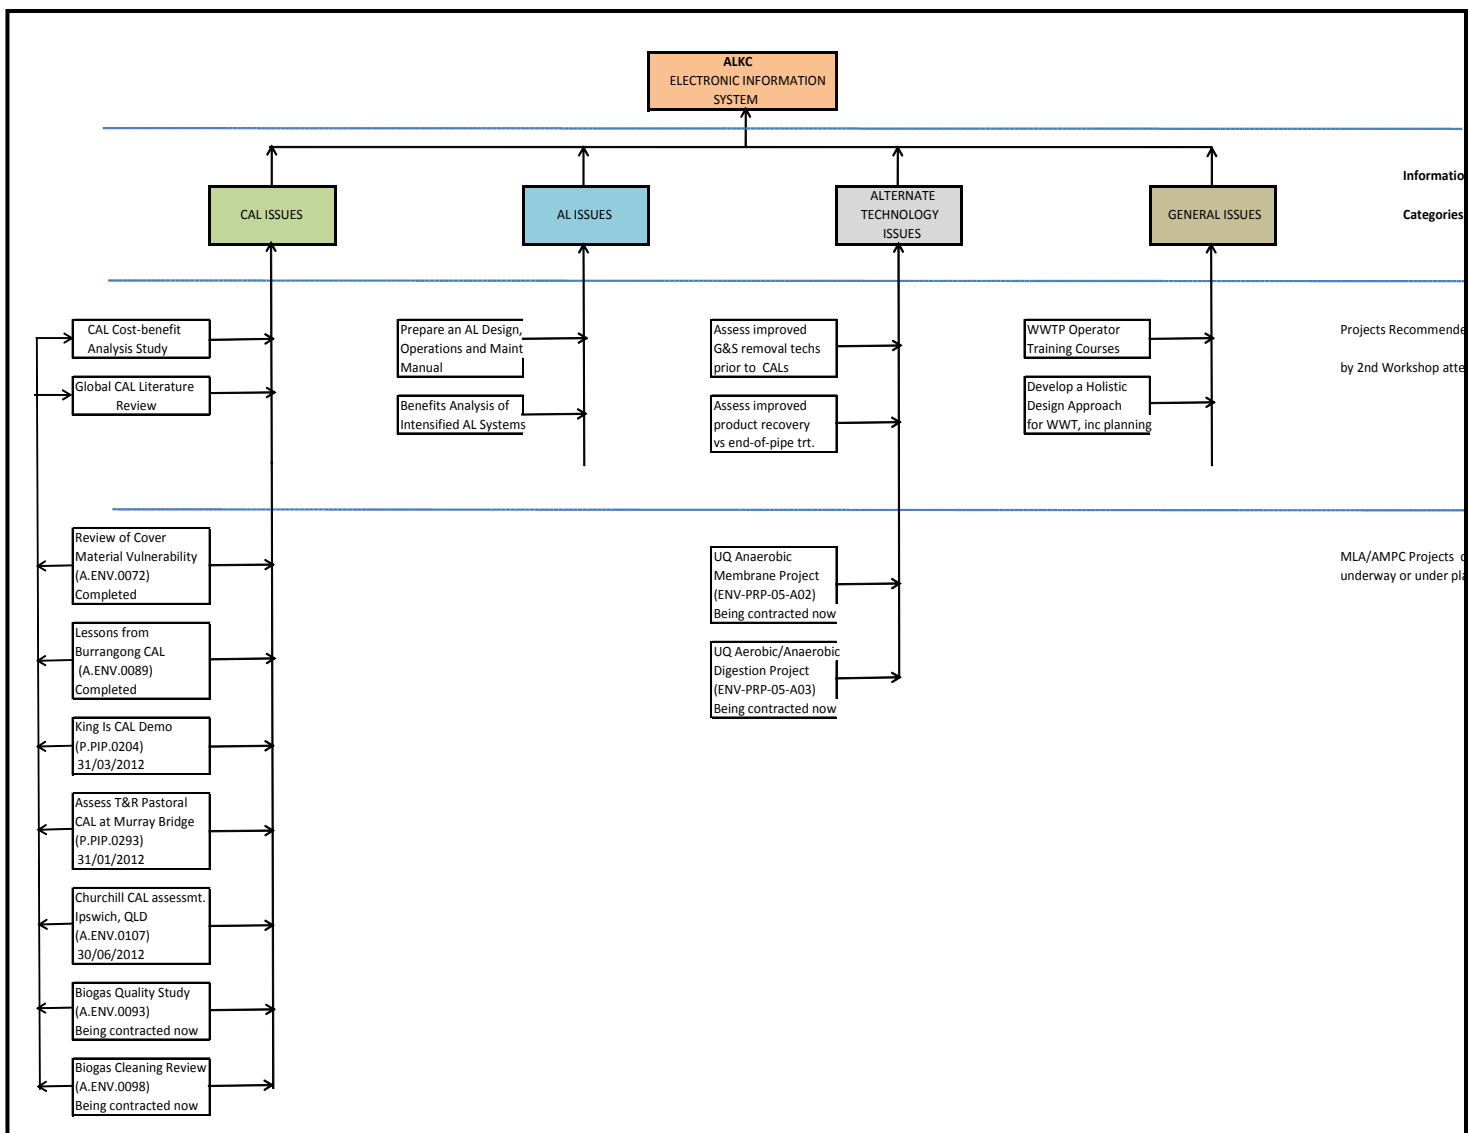 ALKC
ELECTRONIC INFORMATION
SYSTEM
Informatio
Categories
CAL ISSUES
AL ISSUES
ALTERNATE
TECHNOLOGY
ISSUES
GENERAL ISSUES
CAL Cost-benefit
Analysis Study
Global CAL Literature
Review
Prepare an AL Design,
Operations and Maint
Manual
Benefits Analysis of
Intensified AL Systems
Assess improved
G&S removal techs
prior to CALs
Assess improved
product recovery
vs end-of-pipe trt.
WWTP Operator
Training Courses
Develop a Holistic
Design Approach
for WWT, inc planning
Projects Recommende
by 2nd Workshop atte
Review of Cover
Material Vulnerability
(A.ENV.0072)
Completed
Lessons from
Burrangong CAL
(A.ENV.0089)
Completed
King Is CAL Demo
(P.PIP.0204)
31/03/2012
Assess T&R Pastoral
CAL at Murray Bridge
(P.PIP.0293)
31/01/2012
Churchill CAL assessmt.
Ipswich, QLD
(A.ENV.0107)
30/06/2012
Biogas Quality Study
(A.ENV.0093)
Being contracted now
Biogas Cleaning Review
(A.ENV.0098)
Being contracted now
UQ Anaerobic
Membrane Project
(ENV-PRP-05-A02)
Being contracted now
UQ Aerobic/Anaerobic
Digestion Project
(ENV-PRP-05-A03)
Being contracted now
MLA/AMPC Projects
underway or under pla